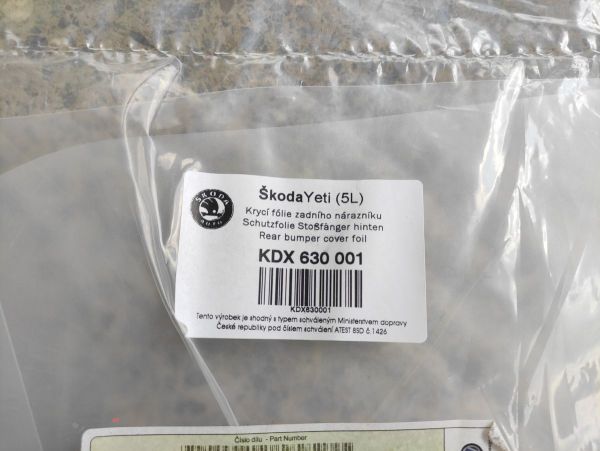 ŠKODA
AUTO
ŠkodaYeti (5L)
Krycí fólie zadního nárazníku
Schutzfolie Stoßfänger hinten
Rear bumper cover foil
KDX 630 001
KDX630001
Tento výrobek je shodný s typem schváleným Ministerstvem dopravy
České republiky pod číslem schválení ATEST 8SD č.1426
Číslo dílu - Part Number